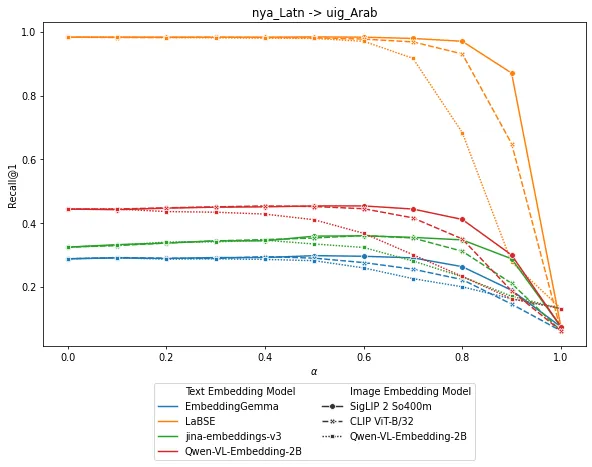 nya_Latn -> uig_Arab
Recall@1
1.0
0.8
0.6
0.4
0.2
0.0 0.2 0.4 0.6 0.8 1.0
α
Text Embedding Model
EmbeddingGemma
LaBSE
jina-embeddings-v3
Qwen-VL-Embedding-2B
Image Embedding Model
SigLIP 2 So400m
CLIP ViT-B/32
Qwen-VL-Embedding-2B